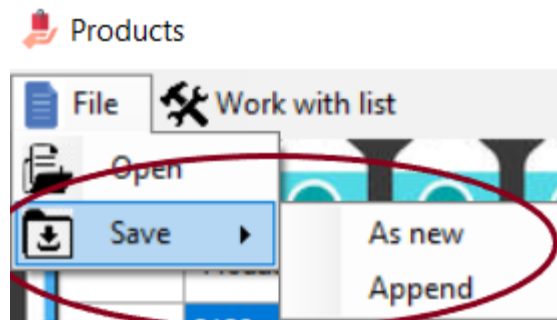 Products
File Work with list
Open
Save As new
Append